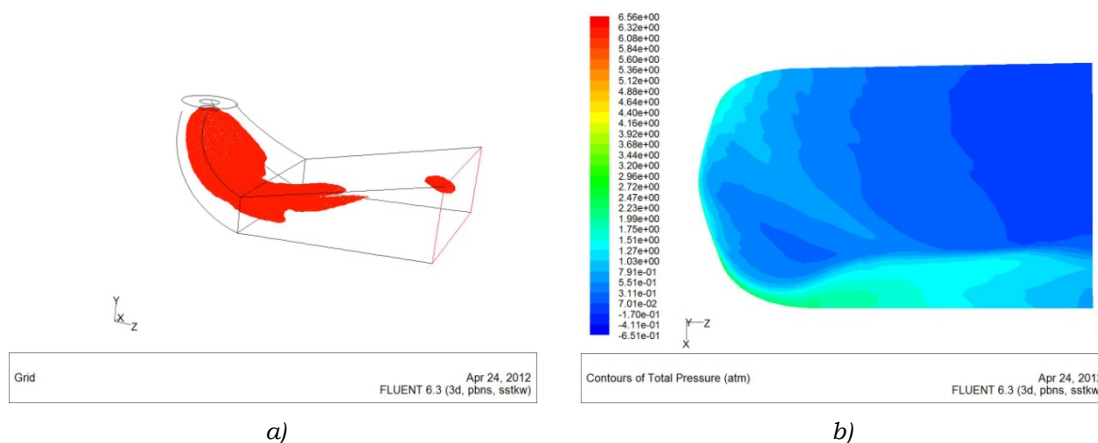 Y
X
Z
Grid
Apr 24, 2012
FLUENT 6.3 (3d, pbns, sstkw)
a)
6.56e+00
6.32e+00
6.08e+00
5.84e+00
5.60e+00
5.36e+00
5.12e+00
4.88e+00
4.64e+00
4.40e+00
4.16e+00
3.92e+00
3.68e+00
3.44e+00
3.20e+00
2.96e+00
2.72e+00
2.47e+00
2.23e+00
1.99e+00
1.75e+00
1.51e+00
1.27e+00
1.03e+00
7.91e-01
5.51e-01
3.11e-01
7.01e-02
-1.70e-01
-4.11e-01
-6.51e-01
Y Z
X
Contours of Total Pressure (atm)
Apr 24, 2012
FLUENT 6.3 (3d, pbns, sstkw
b)